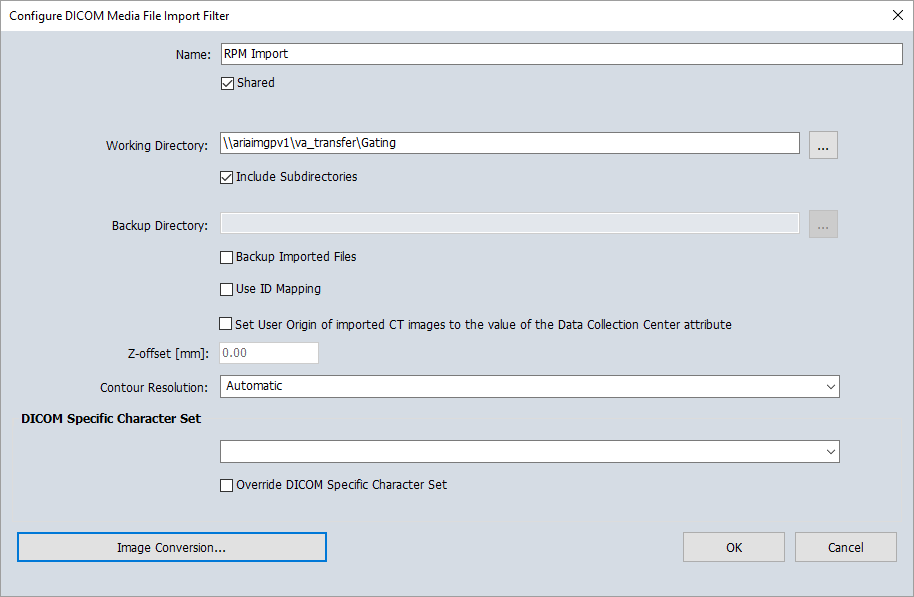 Configure DICOM Media File Import Filter
Name: RPM Import
Shared
Working Directory: \\ariaimgpv1\va_transfer\Gating ...
Include Subdirectories
Backup Directory: ...
Backup Imported Files
Use ID Mapping
Set User Origin of imported CT images to the value of the Data Collection Center attribute
Z-offset [mm]: 0.00
Contour Resolution: Automatic
DICOM Specific Character Set
Override DICOM Specific Character Set
Image Conversion... OK Cancel